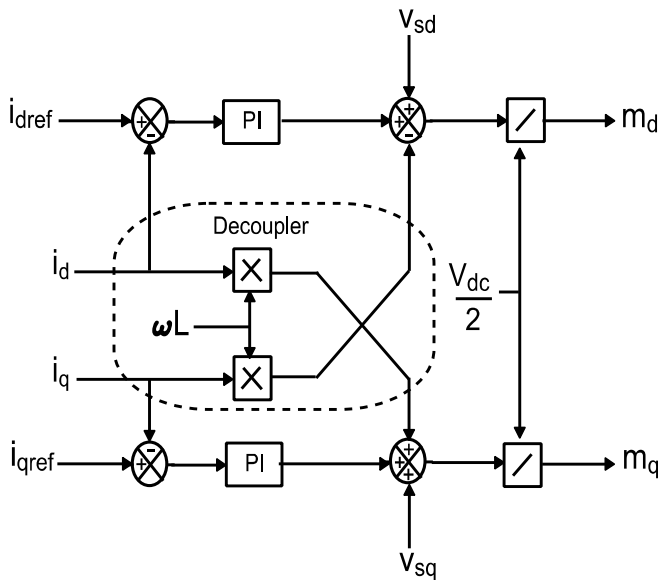 v_sd
i_dref
+
-
PI
+
+
-
m_d
Decoupler
i_d
×
ωL
V_dc
2
i_q
×
i_qref
-
+
PI
+
+
+
m_q
v_sq